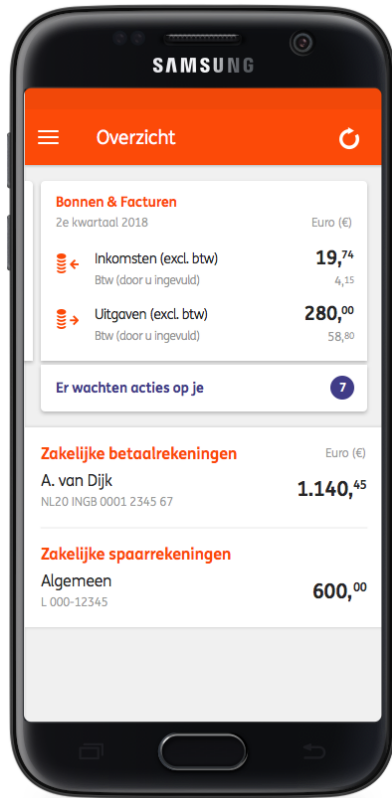 SAMSUNG
Overzicht
Bonnen & Facturen
2e kwartaal 2018 Euro (€)
Inkomsten (excl. btw) 19,74
Btw (door u ingevuld) 4,15
Uitgaven (excl. btw) 280,00
Btw (door u ingevuld) 58,80
Er wachten acties op je 7
Zakelijke betaalrekeningen Euro (€)
A. van Dijk 1.140,45
NL20 INGB 0001 2345 67
Zakelijke spaarrekeningen
Algemeen 600,00
L 000-12345